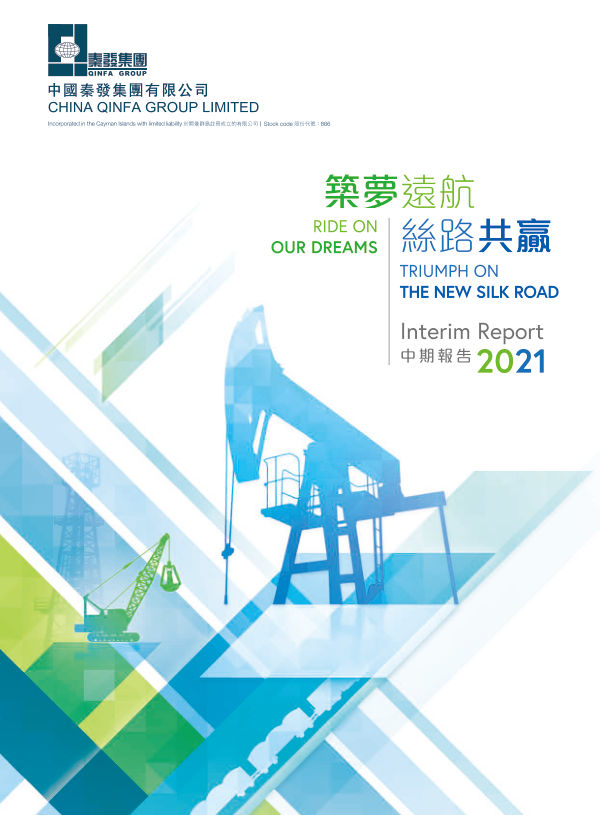 秦發集團
QINFA GROUP
中國秦發集團有限公司
CHINA QINFA GROUP LIMITED
Incorporated in the Cayman Islands with limited liability 於開曼群島註冊成立的有限公司 | Stock code 股份代號：866
築夢遠航
RIDE ON
OUR DREAMS
絲路共贏
TRIUMPH ON
THE NEW SILK ROAD
Interim Report
中期報告 2021